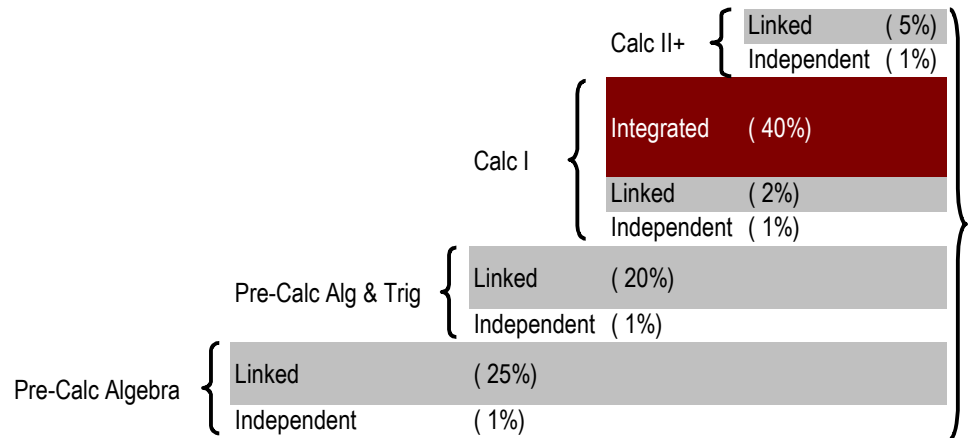 Calc II+
Linked ( 5%)
Independent ( 1%)
Calc I
Integrated ( 40%)
Linked ( 2%)
Independent ( 1%)
Pre-Calc Alg & Trig
Linked ( 20%)
Independent ( 1%)
Pre-Calc Algebra
Linked ( 25%)
Independent ( 1%)